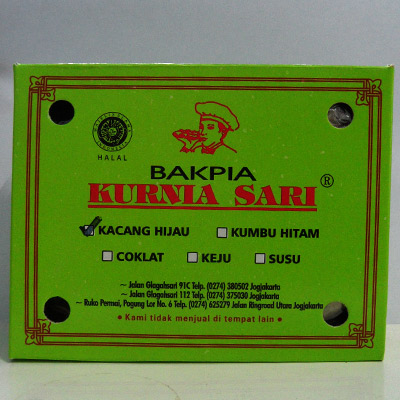 HALAL
BAKPIA
KURNIA SARI ®
KACANG HIJAU KUMBU HITAM
COKLAT KEJU SUSU
~ Jalan Glagahsari 91C Telp. (0274) 380502 Jogjakarta
~ Jalan Glagahsari 112 Telp. (0274) 375030 Jogjakarta
~ Ruko Permai, Pogung Lor No. 6 Telp. (0274) 625279 Jalan Ringroad Utara Jogjakarta
• Kami tidak menjual di tempat lain •